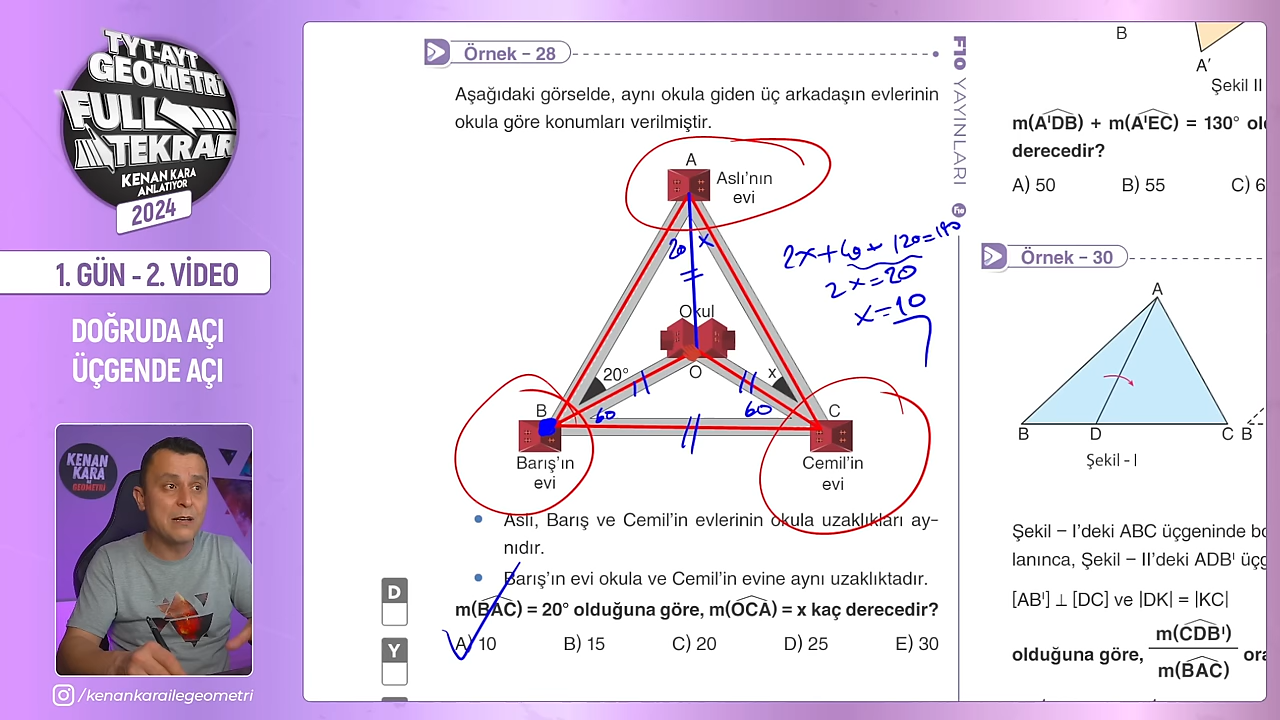 TYT-AYT
GEOMETRİ
FULL
TEKRAR
KENAN KARA
ANLATIYOR
2024
1. GÜN - 2. VİDEO
DOĞRUDA AÇI
ÜÇGENDE AÇI
KENAN
KARA
GEOMETRİ
/kenankarailegeometri
Örnek – 28
Aşağıdaki görselde, aynı okula giden üç arkadaşın evlerinin
okula göre konumları verilmiştir.
A
Aslı'nın
evi
20 x
Okul
O
20°
x
60
60
B
C
Barış'ın
evi
Cemil'in
evi
2x+40+120=180
2x=20
x=10
• Aslı, Barış ve Cemil'in evlerinin okula uzaklıkları ay-
nıdır.
• Barış'ın evi okula ve Cemil'in evine aynı uzaklıktadır.
m(BAC) = 20° olduğuna göre, m(OCA) = x kaç derecedir?
A) 10 B) 15 C) 20 D) 25 E) 30
D
Y
F10 YAYINLARI
B
A'
Şekil II
m(A'DB) + m(A'EC) = 130° ol
derecedir?
A) 50 B) 55 C) 6
Örnek – 30
A
B D C B
Şekil - I
Şekil – I'deki ABC üçgeninde
lanınca, Şekil – II'deki ADB' üçg
[AB'] ⊥ [DC] ve |DK| = |KC|
olduğuna göre, m(CDB') / m(BAC) ora